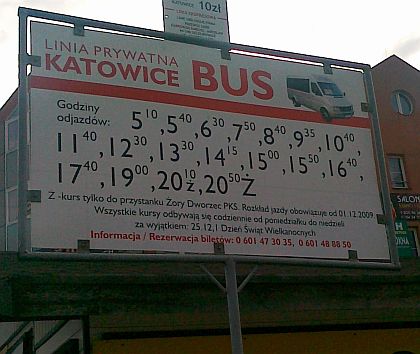 KATOWICE 10zł
LINIA PRYWATNA
KATOWICE BUS
Godziny
odjazdów: 5¹⁰, 5⁴⁰, 6³⁰, 7⁵⁰, 8⁴⁰, 9³⁵, 10⁴⁰,
11⁴⁰, 12³⁰, 13³⁰, 14¹⁵, 15⁰⁰, 15⁵⁰, 16⁴⁰,
17⁴⁰, 19⁰⁰, 20¹⁰Ż, 20⁵⁰Ż
Ż -kurs tylko do przystanku Żory Dworzec PKS. Rozkład jazdy obowiązuje od 01.12.2009
Wszystkie kursy odbywają się codziennie od poniedziałku do niedzieli
za wyjątkiem: 25.12,1 Dzień Świąt Wielkanocnych
Informacja / Rezerwacja biletów: 0 601 47 30 35, 0 601 48 88 50
SALON